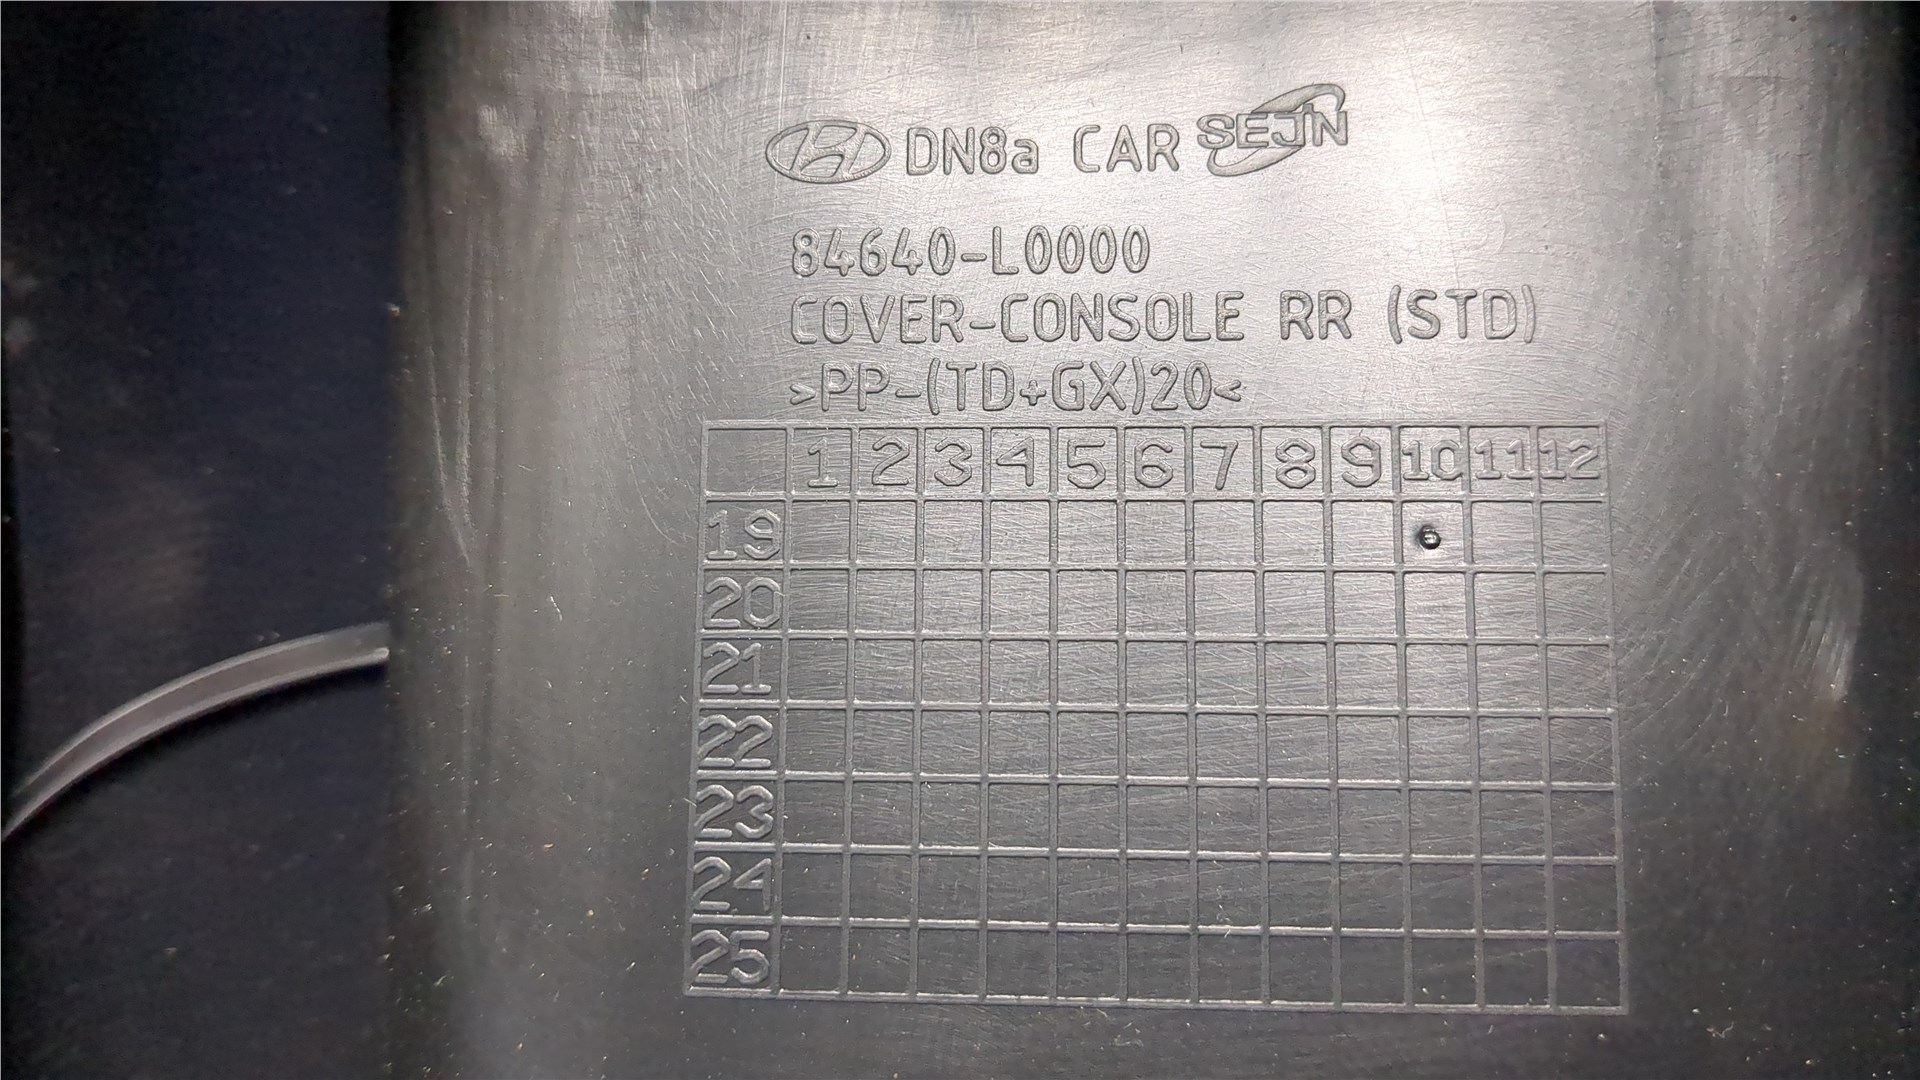 DN8a CAR SEJIN
84640-L0000
COVER-CONSOLE RR (STD)
>PP-(TD+GX)20<
1 2 3 4 5 6 7 8 9 10 11 12
19
20
21
22
23
24
25